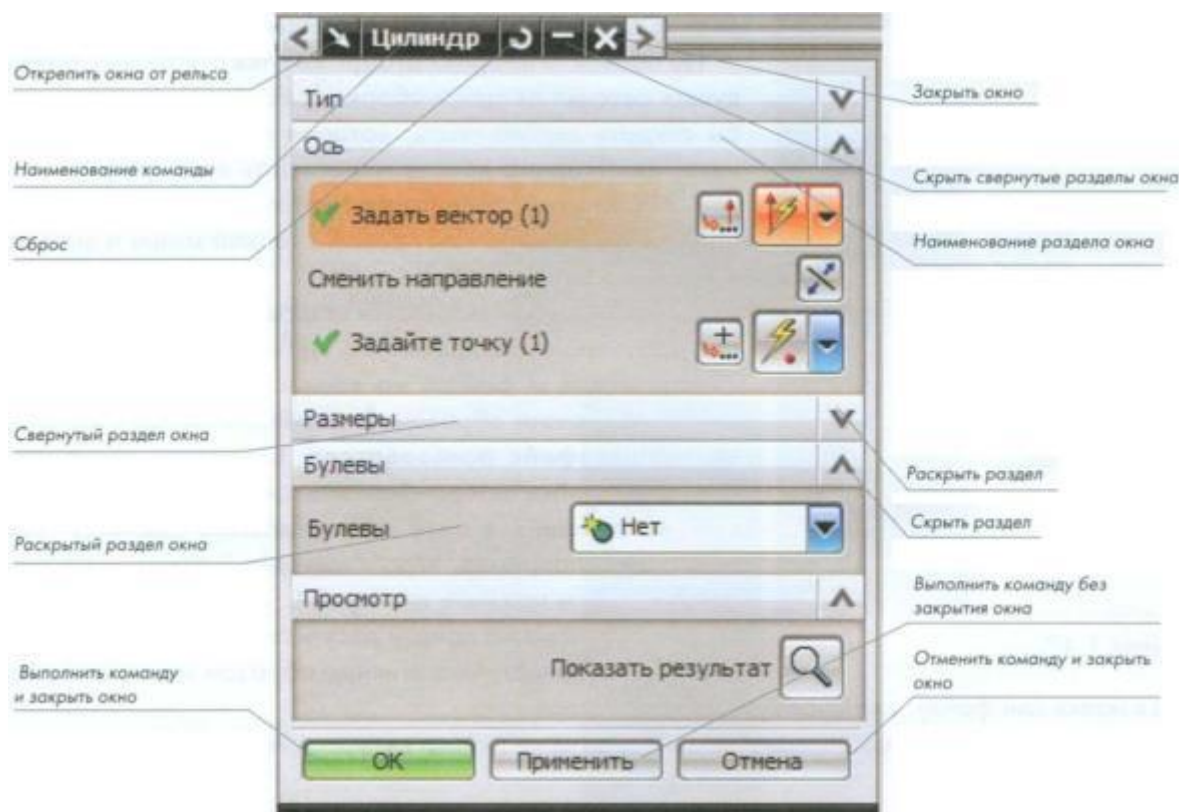 Цилиндр
Открепить окна от рельса
Закрыть окно
Тип
Ось
Наименование команды
Скрыть свернутые разделы окна
Задать вектор (1)
Сброс
Наименование раздела окна
Сменить направление
Задайте точку (1)
Размеры
Свернутый раздел окна
Булевы
Раскрыть раздел
Булевы
Нет
Скрыть раздел
Раскрытый раздел окна
Просмотр
Выполнить команду без
закрытия окна
Показать результат
Выполнить команду
и закрыть окно
Отменить команду и закрыть
окно
ОК
Применить
Отмена